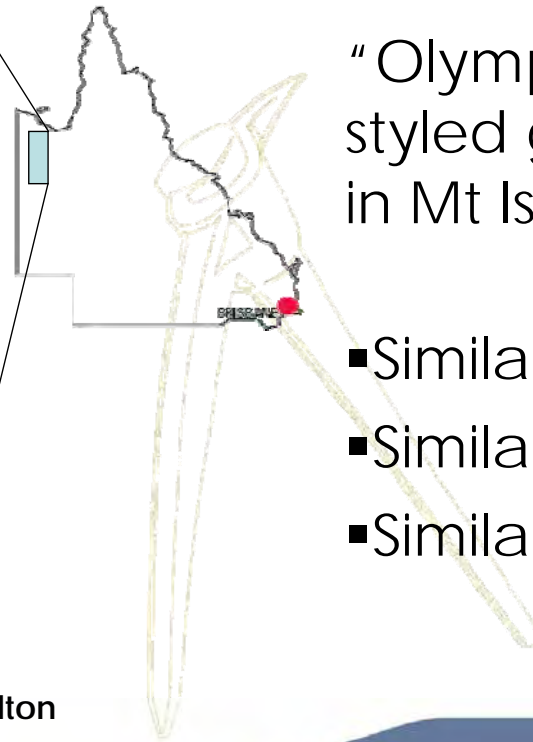 “Olymp
styled g
in Mt Is
BRISBANE
▪Simila
▪Simila
▪Simila
lton